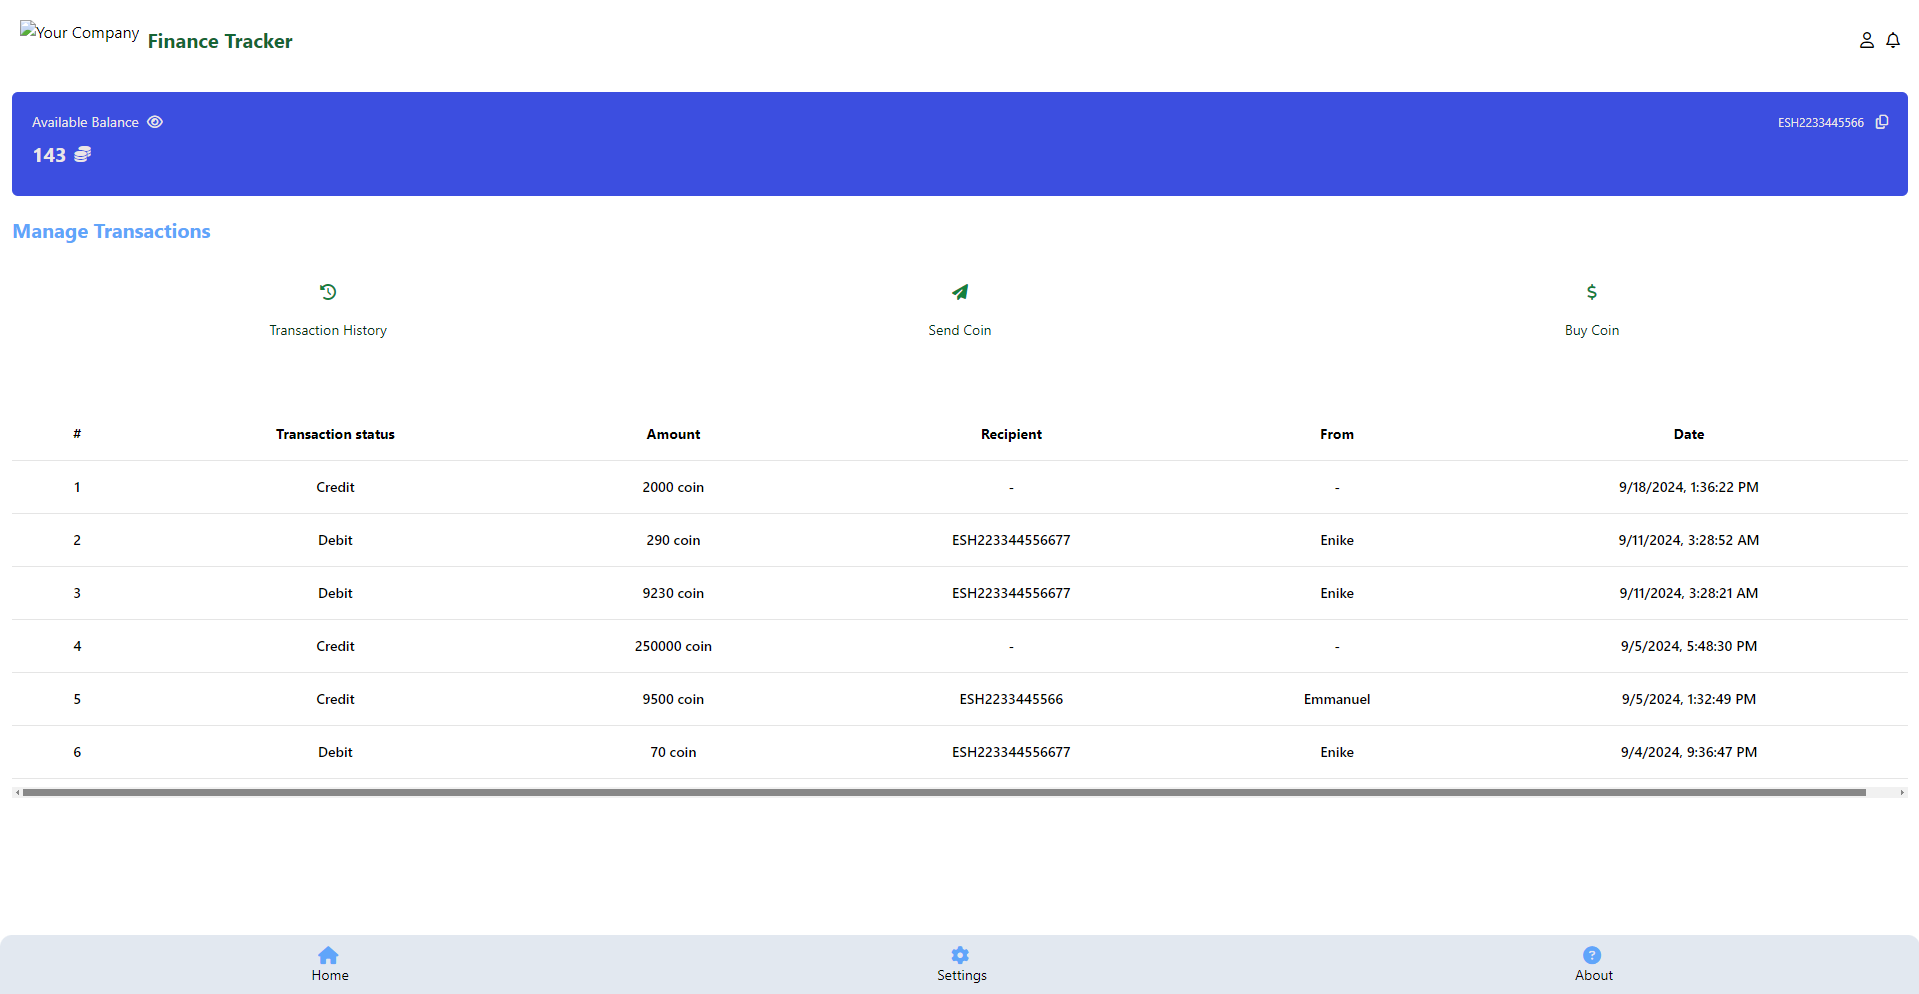 Your Company Finance Tracker
Available Balance ESH2233445566
143
Manage Transactions
Transaction History Send Coin Buy Coin
# Transaction status Amount Recipient From Date
1 Credit 2000 coin - - 9/18/2024, 1:36:22 PM
2 Debit 290 coin ESH223344556677 Enike 9/11/2024, 3:28:52 AM
3 Debit 9230 coin ESH223344556677 Enike 9/11/2024, 3:28:21 AM
4 Credit 250000 coin - - 9/5/2024, 5:48:30 PM
5 Credit 9500 coin ESH2233445566 Emmanuel 9/5/2024, 1:32:49 PM
6 Debit 70 coin ESH223344556677 Enike 9/4/2024, 9:36:47 PM
Home Settings About